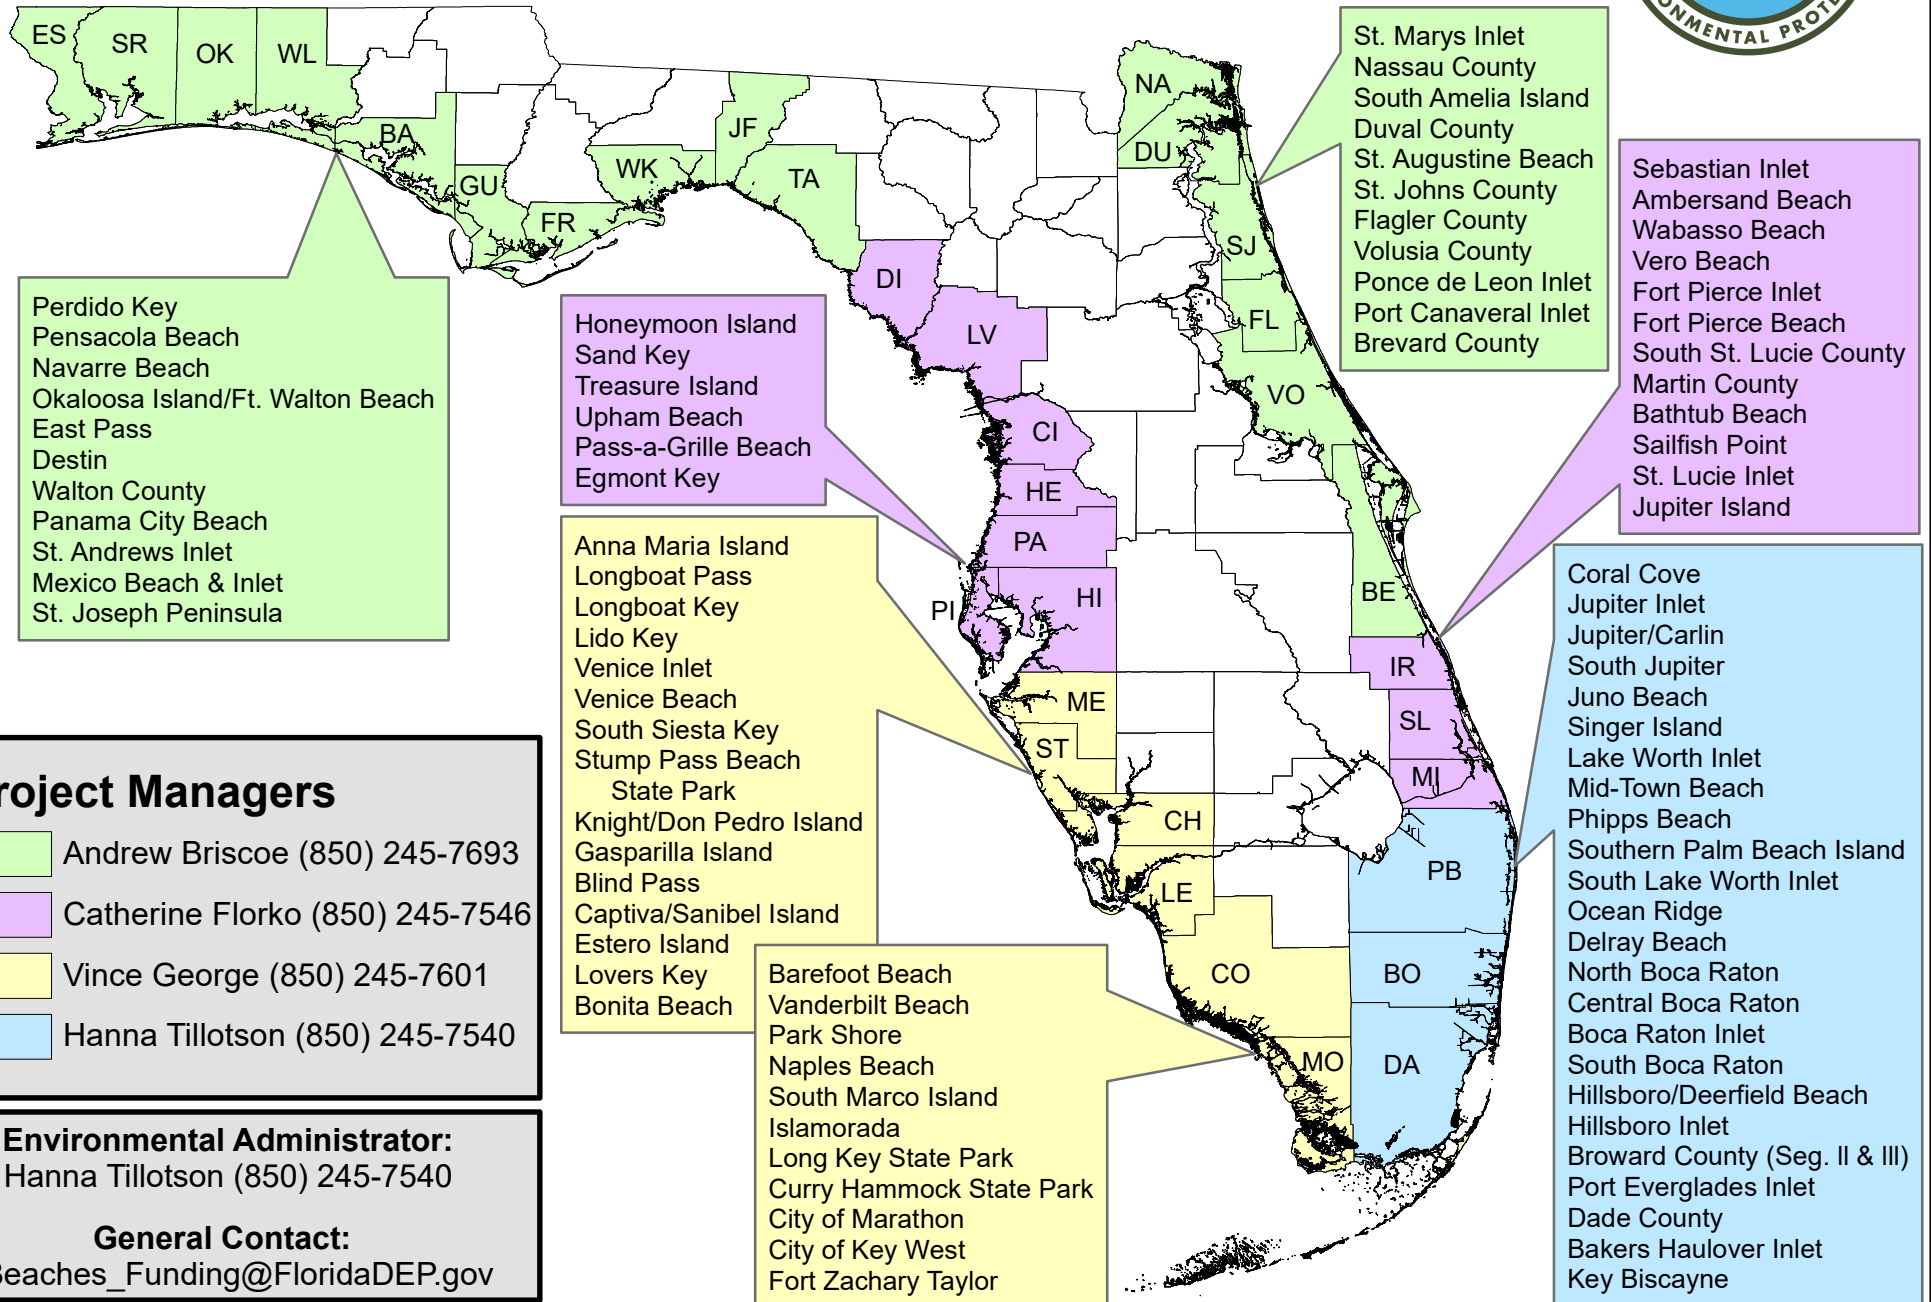 ES
SR
OK
WL
BA
GU
FR
WK
JF
TA
NA
DU
SJ
FL
VO
BE
DI
LV
CI
HE
PA
PI
HI
ME
ST
CH
LE
CO
MO
IR
SL
MI
PB
BO
DA
ONMENTAL PROTE
Perdido Key
Pensacola Beach
Navarre Beach
Okaloosa Island/Ft. Walton Beach
East Pass
Destin
Walton County
Panama City Beach
St. Andrews Inlet
Mexico Beach & Inlet
St. Joseph Peninsula
Honeymoon Island
Sand Key
Treasure Island
Upham Beach
Pass-a-Grille Beach
Egmont Key
Anna Maria Island
Longboat Pass
Longboat Key
Lido Key
Venice Inlet
Venice Beach
South Siesta Key
Stump Pass Beach
State Park
Knight/Don Pedro Island
Gasparilla Island
Blind Pass
Captiva/Sanibel Island
Estero Island
Lovers Key
Bonita Beach
Barefoot Beach
Vanderbilt Beach
Park Shore
Naples Beach
South Marco Island
Islamorada
Long Key State Park
Curry Hammock State Park
City of Marathon
City of Key West
Fort Zachary Taylor
St. Marys Inlet
Nassau County
South Amelia Island
Duval County
St. Augustine Beach
St. Johns County
Flagler County
Volusia County
Ponce de Leon Inlet
Port Canaveral Inlet
Brevard County
Sebastian Inlet
Ambersand Beach
Wabasso Beach
Vero Beach
Fort Pierce Inlet
Fort Pierce Beach
South St. Lucie County
Martin County
Bathtub Beach
Sailfish Point
St. Lucie Inlet
Jupiter Island
Coral Cove
Jupiter Inlet
Jupiter/Carlin
South Jupiter
Juno Beach
Singer Island
Lake Worth Inlet
Mid-Town Beach
Phipps Beach
Southern Palm Beach Island
South Lake Worth Inlet
Ocean Ridge
Delray Beach
North Boca Raton
Central Boca Raton
Boca Raton Inlet
South Boca Raton
Hillsboro/Deerfield Beach
Hillsboro Inlet
Broward County (Seg. II & III)
Port Everglades Inlet
Dade County
Bakers Haulover Inlet
Key Biscayne
roject Managers
Andrew Briscoe (850) 245-7693
Catherine Florko (850) 245-7546
Vince George (850) 245-7601
Hanna Tillotson (850) 245-7540
Environmental Administrator:
Hanna Tillotson (850) 245-7540
General Contact:
Beaches_Funding@FloridaDEP.gov